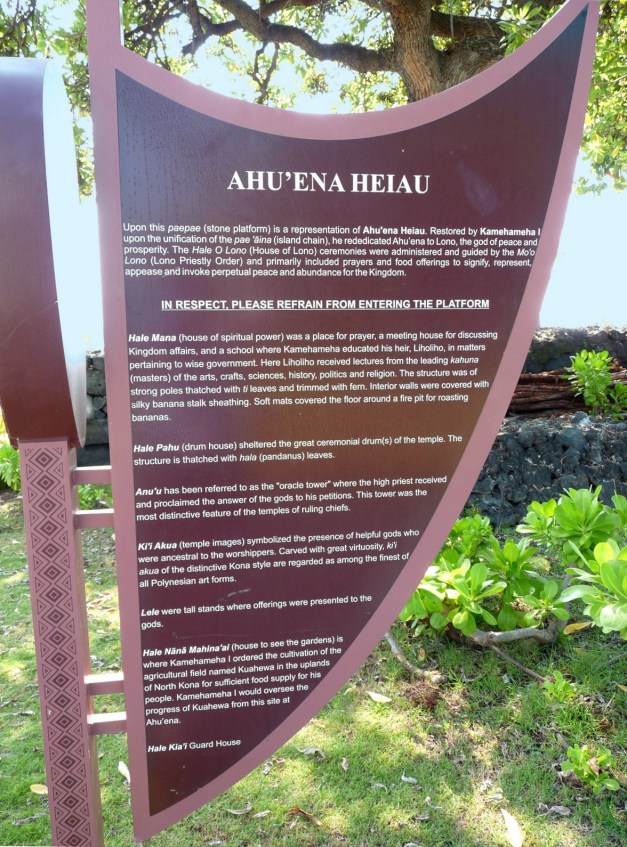 AHU'ENA HEIAU
Upon this paepae (stone platform) is a representation of Ahu'ena Heiau. Restored by Kamehameha I
upon the unification of the pae 'āina (island chain), he rededicated Ahu'ena to Lono, the god of peace and
prosperity. The Hale O Lono (House of Lono) ceremonies were administered and guided by the Mo'o
Lono (Lono Priestly Order) and primarily included prayers and food offerings to signify, represent,
appease and invoke perpetual peace and abundance for the Kingdom.
IN RESPECT, PLEASE REFRAIN FROM ENTERING THE PLATFORM
Hale Mana (house of spiritual power) was a place for prayer, a meeting house for discussing
Kingdom affairs, and a school where Kamehameha educated his heir, Liholiho, in matters
pertaining to wise government. Here Liholiho received lectures from the leading kahuna
(masters) of the arts, crafts, sciences, history, politics and religion. The structure was of
strong poles thatched with ti leaves and trimmed with fern. Interior walls were covered with
silky banana stalk sheathing. Soft mats covered the floor around a fire pit for roasting
bananas.
Hale Pahu (drum house) sheltered the great ceremonial drum(s) of the temple. The
structure is thatched with hala (pandanus) leaves.
Anu'u has been referred to as the "oracle tower" where the high priest received
and proclaimed the answer of the gods to his petitions. This tower was the
most distinctive feature of the temples of ruling chiefs.
Ki'i Akua (temple images) symbolized the presence of helpful gods who
were ancestral to the worshippers. Carved with great virtuosity, ki'i
akua of the distinctive Kona style are regarded as among the finest of
all Polynesian art forms.
Lele were tall stands where offerings were presented to the
gods.
Hale Nānā Mahina'ai (house to see the gardens) is
where Kamehameha I ordered the cultivation of the
agricultural field named Kuahewa in the uplands
of North Kona for sufficient food supply for his
people. Kamehameha I would oversee the
progress of Kuahewa from this site at
Ahu'ena.
Hale Kia'i Guard House